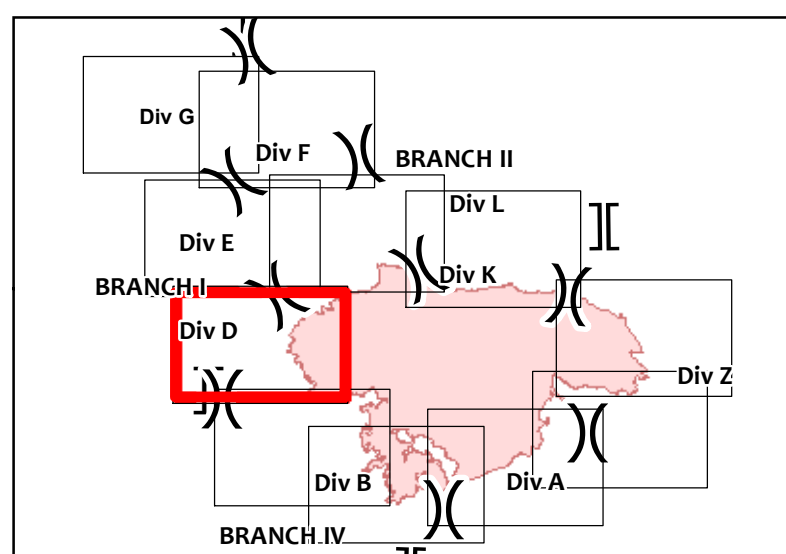 Div G
Div F
BRANCH II
Div L
Div E
Div K
BRANCH I
Div D
Div Z
Div B
Div A
BRANCH IV